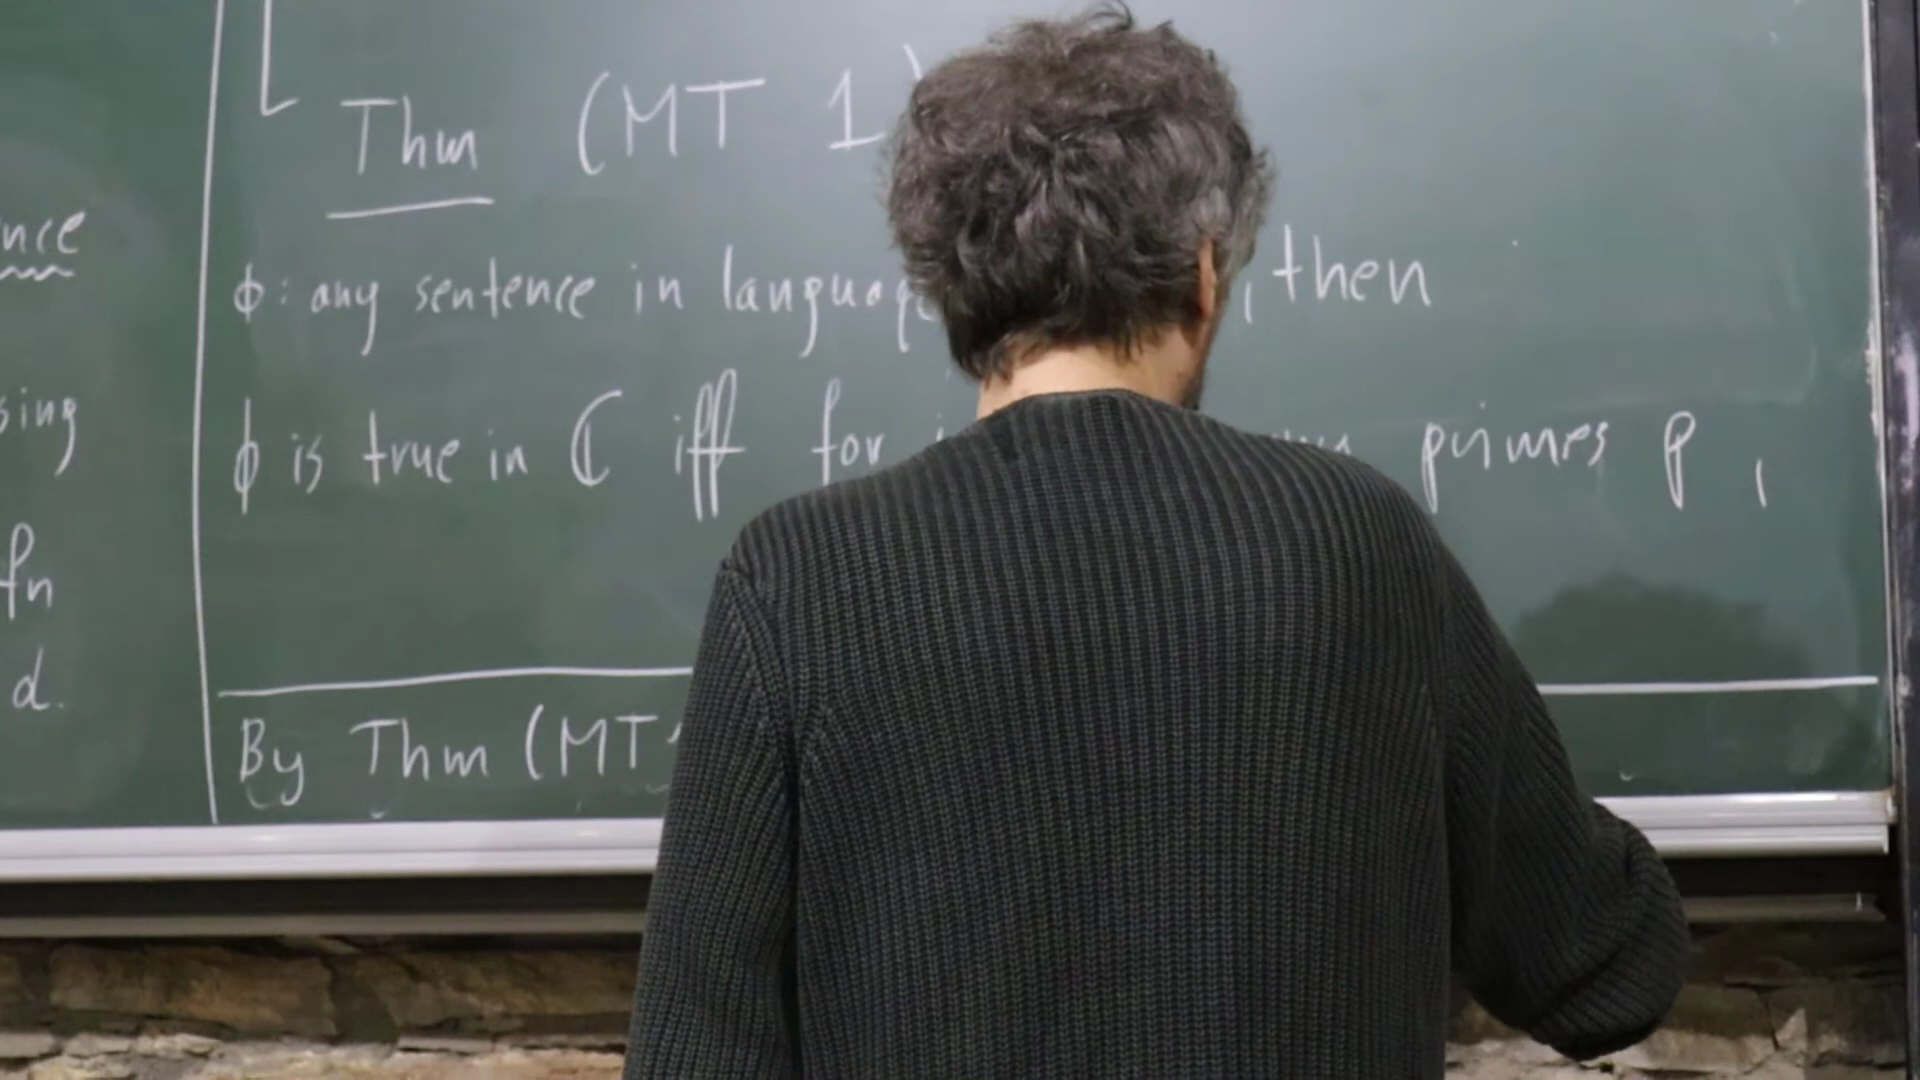 nce
sing
fn
d.
Thm (MT 1)
φ: any sentence in language , then
φ is true in ℂ iff for primes p,
By Thm (MT